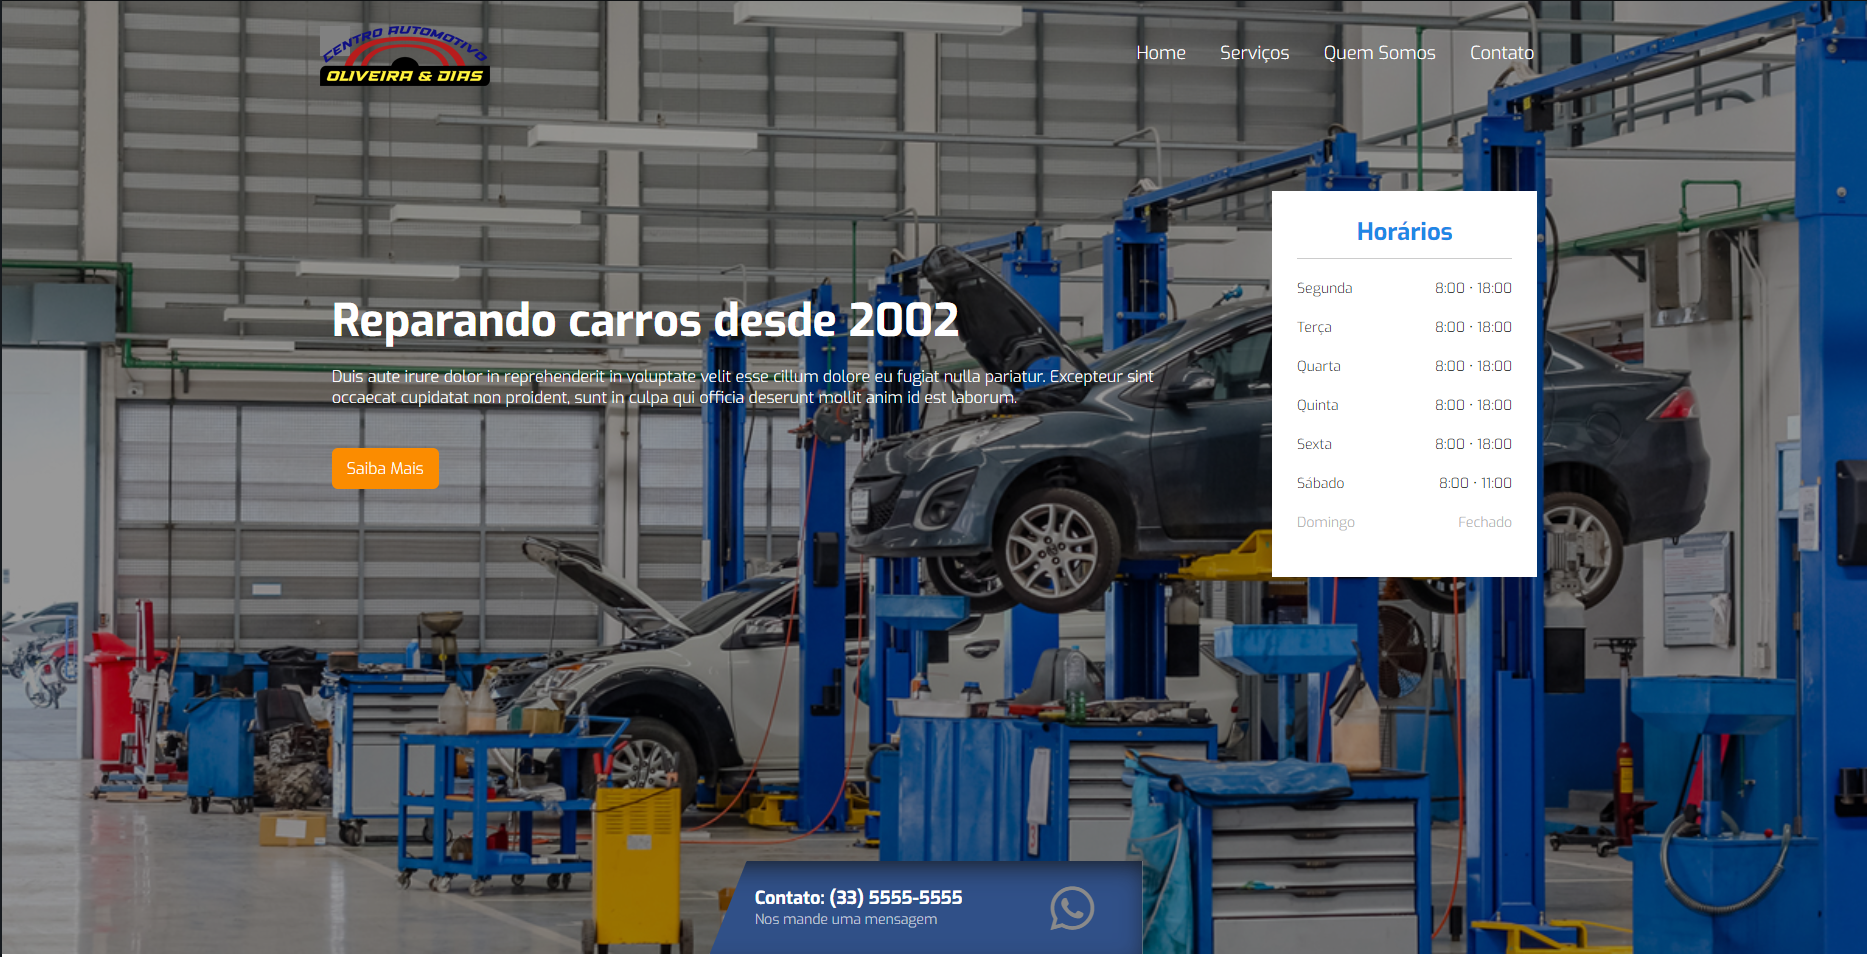 CENTRO AUTOMOTIVO
OLIVEIRA & DIAS
Home Serviços Quem Somos Contato
Horários
Segunda 8:00 · 18:00
Terça 8:00 · 18:00
Quarta 8:00 · 18:00
Quinta 8:00 · 18:00
Sexta 8:00 · 18:00
Sábado 8:00 · 11:00
Domingo Fechado
Reparando carros desde 2002
Duis aute irure dolor in reprehenderit in voluptate velit esse cillum dolore eu fugiat nulla pariatur. Excepteur sint
occaecat cupidatat non proident, sunt in culpa qui officia deserunt mollit anim id est laborum.
Saiba Mais
Contato: (33) 5555-5555
Nos mande uma mensagem